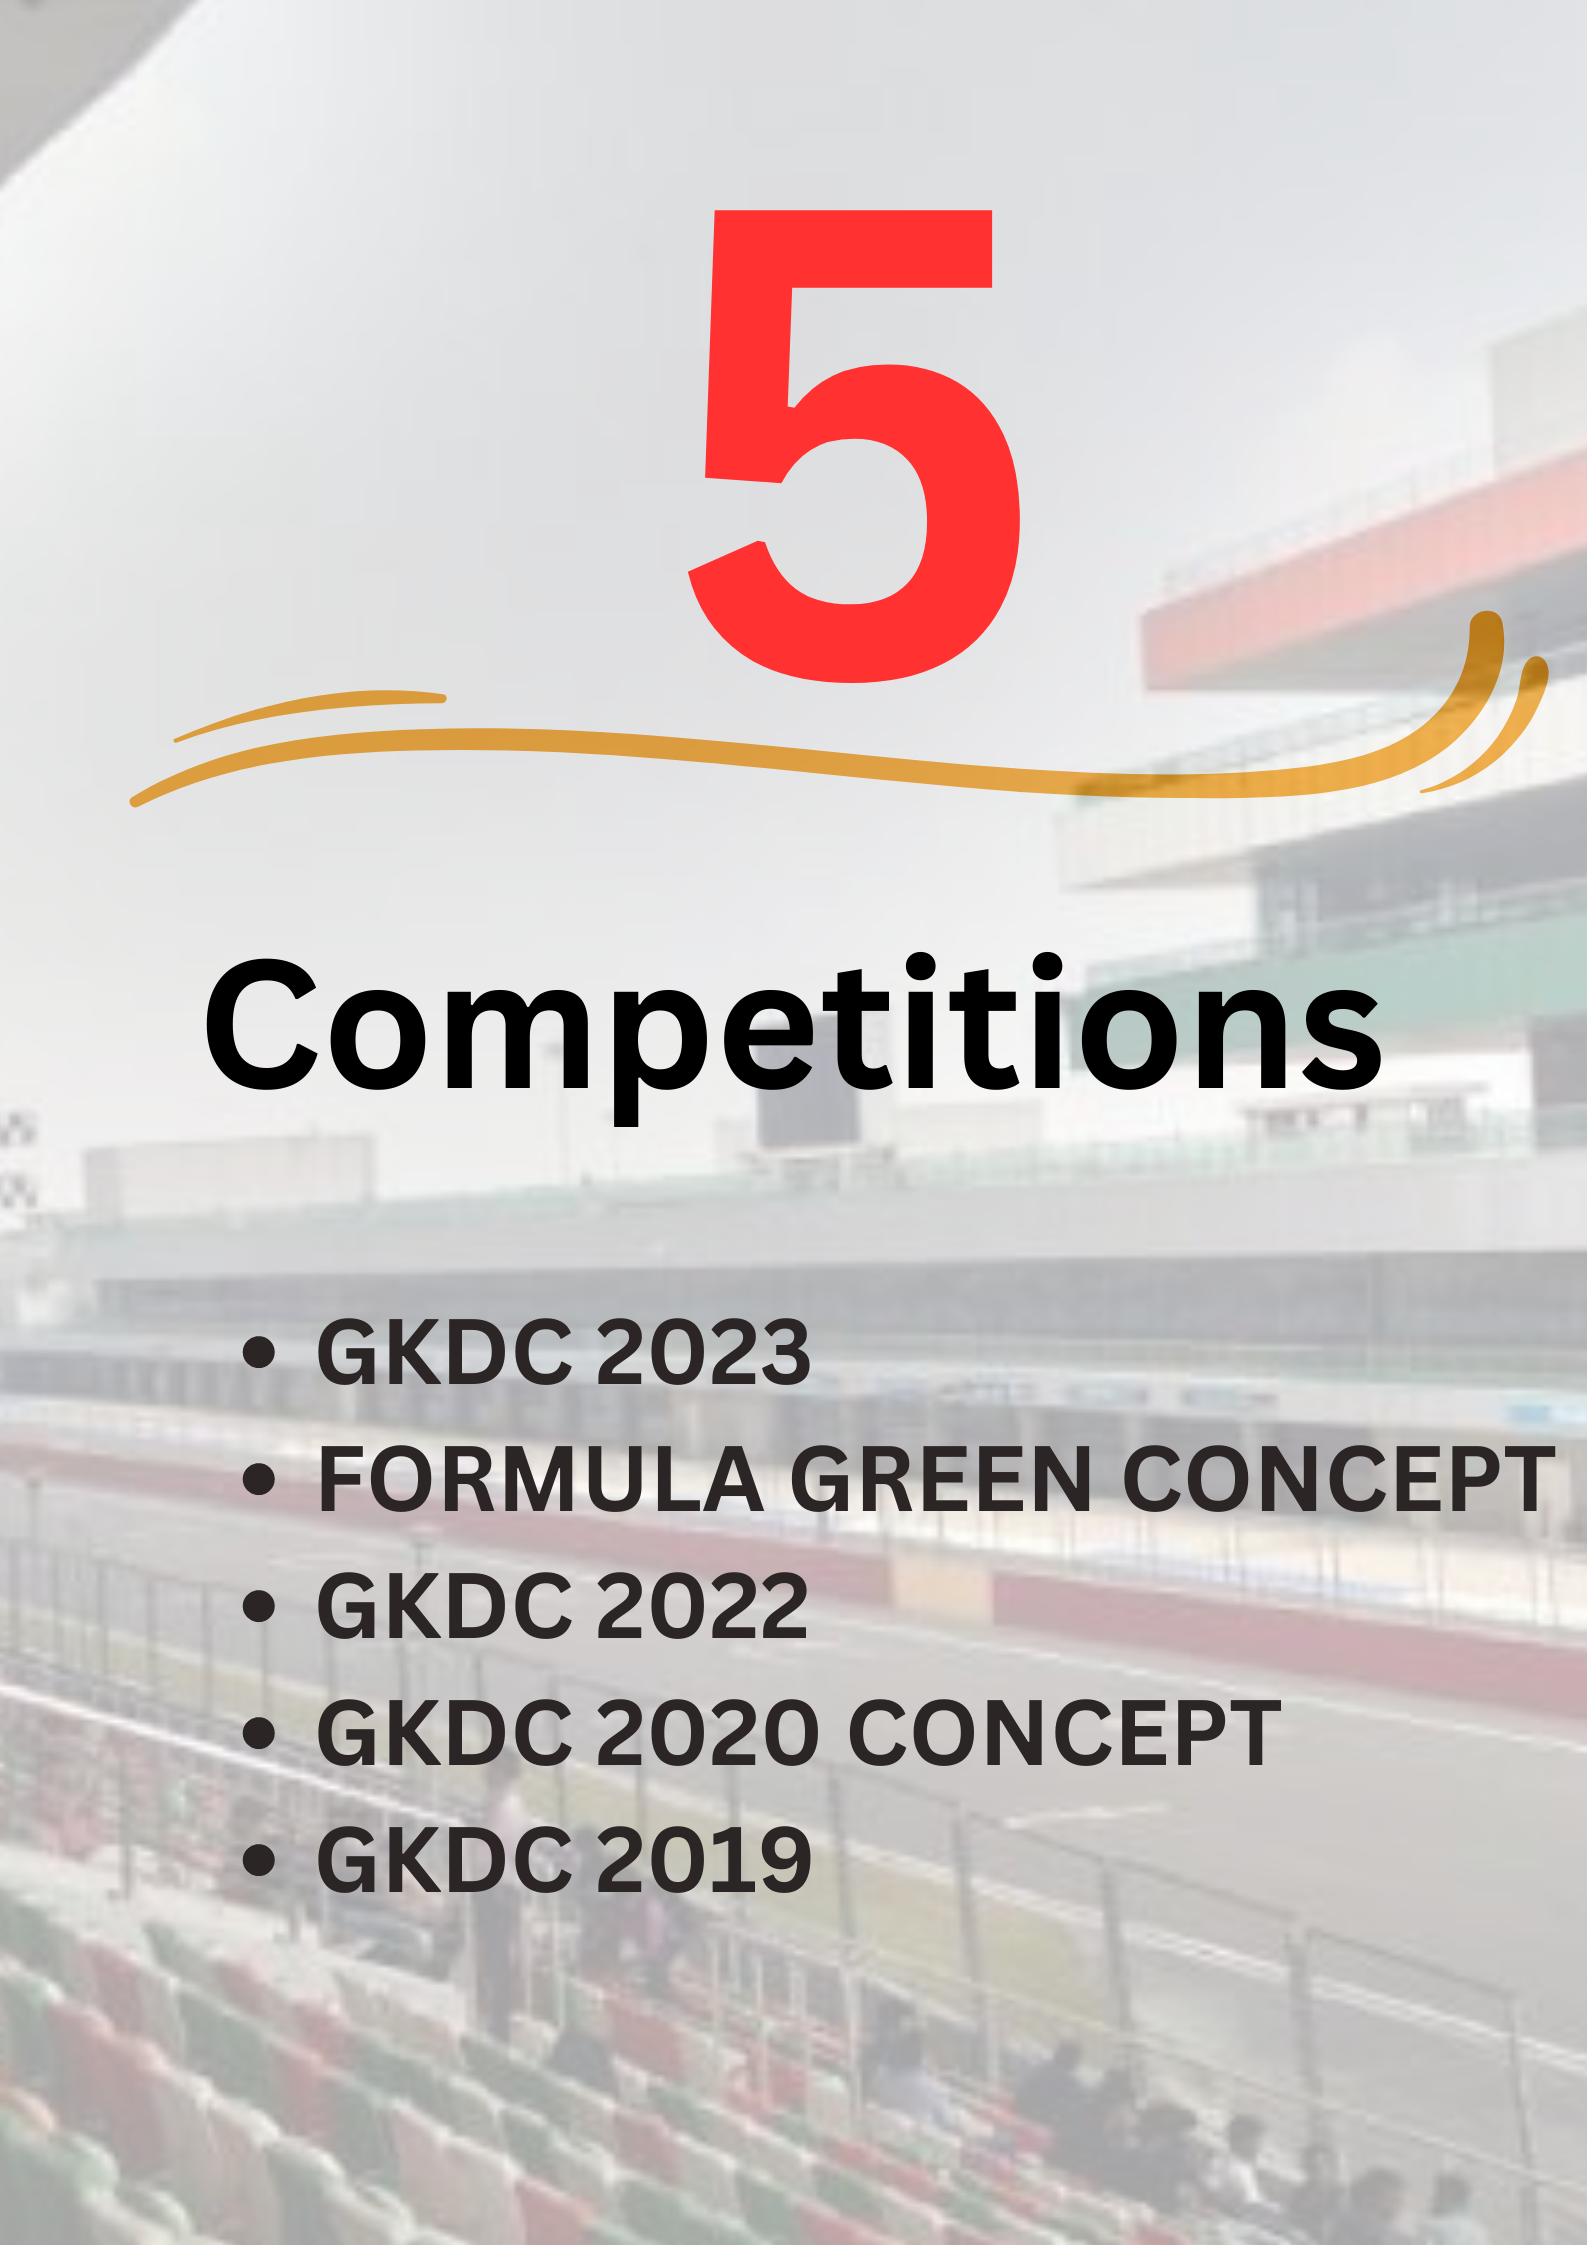 5
Competitions
• GKDC 2023
• FORMULA GREEN CONCEPT
• GKDC 2022
• GKDC 2020 CONCEPT
• GKDC 2019